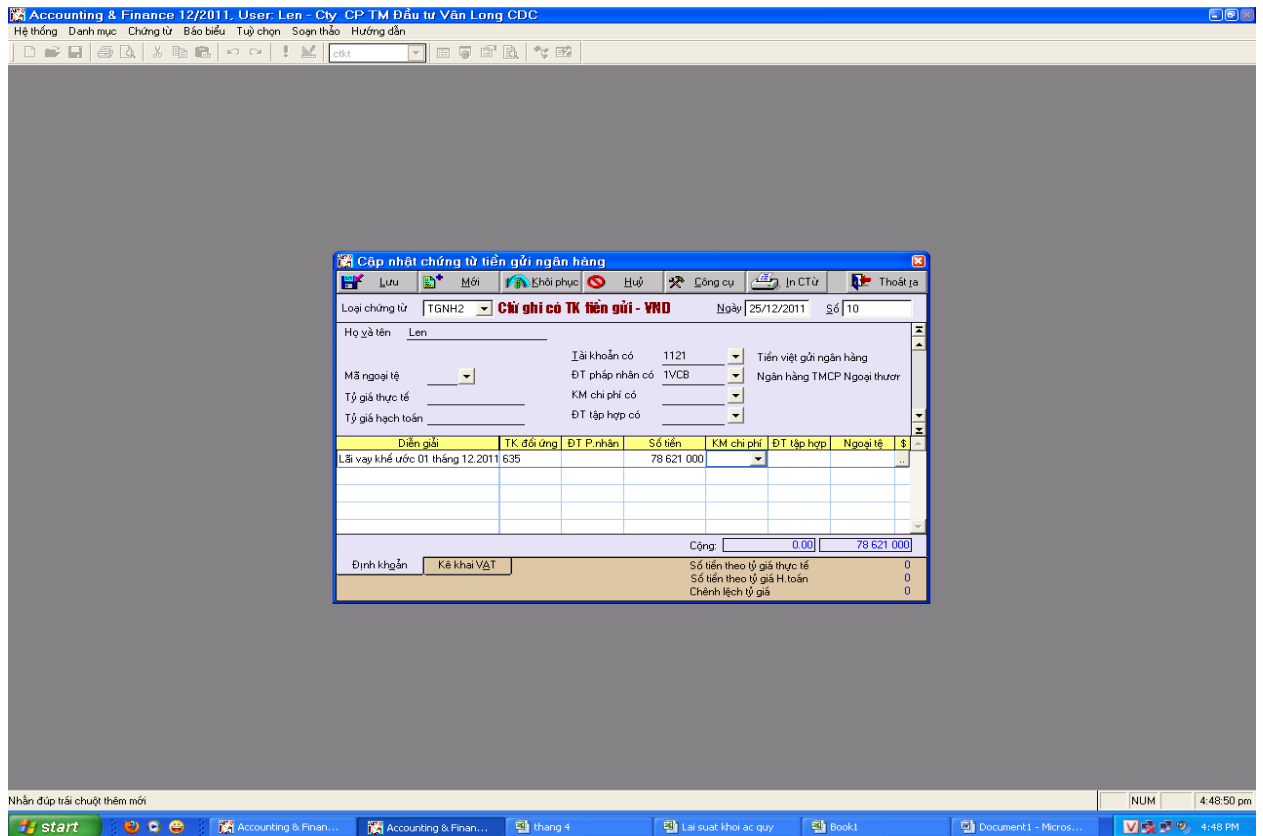 Accounting & Finance 12/2011, User: Len - Cty CP TM Đầu tư Vân Long CDC
Hệ thống Danh mục Chứng từ Báo biểu Tuỳ chọn Soạn thảo Hướng dẫn
ctkt
Cập nhật chứng từ tiền gửi ngân hàng
Lưu Mới Khôi phục Huỷ Công cụ In CTừ Thoát ra
Loại chứng từ TGNH2 Ctừ ghi có TK tiền gửi - VND Ngày 25/12/2011 Số 10
Họ và tên Len
Tài khoản có 1121 Tiền việt gửi ngân hàng
Mã ngoại tệ ĐT pháp nhân có 1VCB Ngân hàng TMCP Ngoại thươr
Tỷ giá thực tế KM chi phí có
Tỷ giá hạch toán ĐT tập hợp có
Diễn giải TK đối ứng ĐT P.nhân Số tiền KM chi phí ĐT tập hợp Ngoại tệ $
Lãi vay khế ước 01 tháng 12.2011 635 78 621 000 ..
Cộng: 0.00 78 621 000
Định khoản Kê khai VAT Số tiền theo tỷ giá thực tế 0
Số tiền theo tỷ giá H.toán 0
Chênh lệch tỷ giá 0
Nhắn đúp trái chuột thêm mới NUM 4:48:50 pm
start Accounting & Finan... Accounting & Finan... thang 4 Lai suat khoi ac quy Book1 Document1 - Micros... 4:48 PM